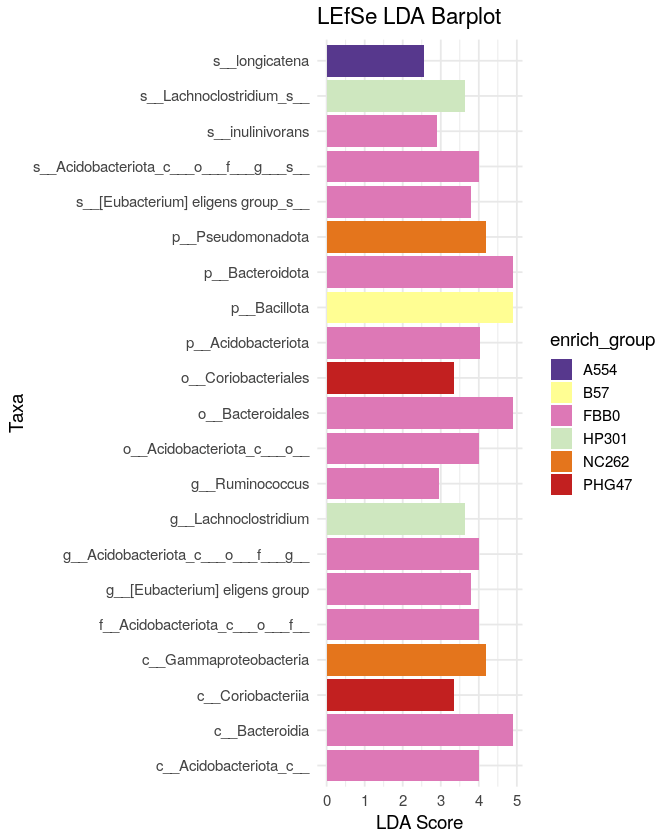 LEfSe LDA Barplot
s__longicatena
s__Lachnoclostridium_s__
s__inulinivorans
s__Acidobacteriota_c___o___f___g___s__
s__[Eubacterium] eligens group_s__
p__Pseudomonadota
p__Bacteroidota
p__Bacillota
p__Acidobacteriota
o__Coriobacteriales
o__Bacteroidales
o__Acidobacteriota_c___o__
g__Ruminococcus
g__Lachnoclostridium
g__Acidobacteriota_c___o___f___g__
g__[Eubacterium] eligens group
f__Acidobacteriota_c___o___f__
c__Gammaproteobacteria
c__Coriobacteriia
c__Bacteroidia
c__Acidobacteriota_c__
Taxa
0 1 2 3 4 5
LDA Score
enrich_group
A554
B57
FBB0
HP301
NC262
PHG47